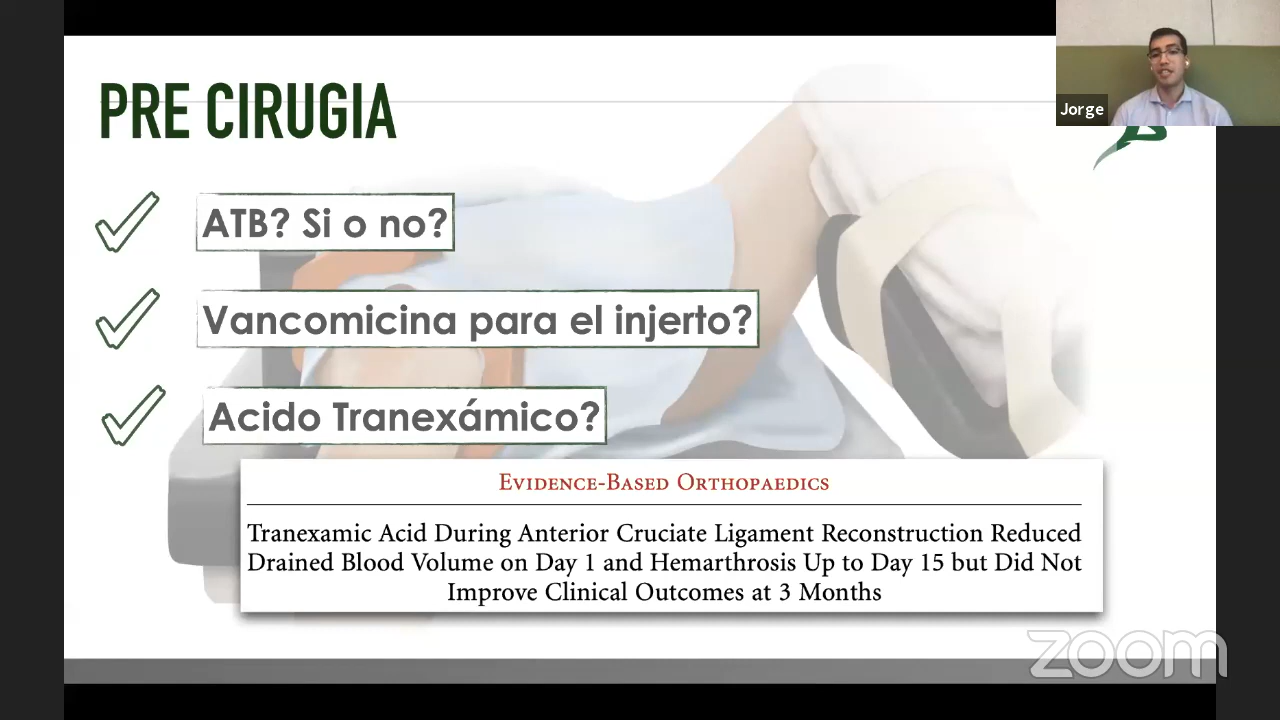 PRE CIRUGIA
Jorge
ATB? Si o no?
Vancomicina para el injerto?
Acido Tranexámico?
Evidence-Based Orthopaedics
Tranexamic Acid During Anterior Cruciate Ligament Reconstruction Reduced
Drained Blood Volume on Day 1 and Hemarthrosis Up to Day 15 but Did Not
Improve Clinical Outcomes at 3 Months
zoom